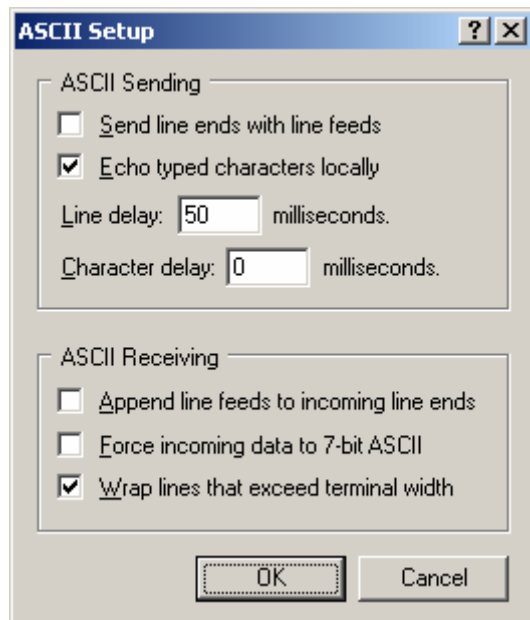 ASCII Setup
ASCII Sending
Send line ends with line feeds
Echo typed characters locally
Line delay: 50 milliseconds.
Character delay: 0 milliseconds.
ASCII Receiving
Append line feeds to incoming line ends
Force incoming data to 7-bit ASCII
Wrap lines that exceed terminal width
OK Cancel